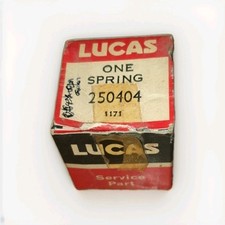 LUCAS
ONE
SPRING
250404
1171
LUCAS
Service
Part